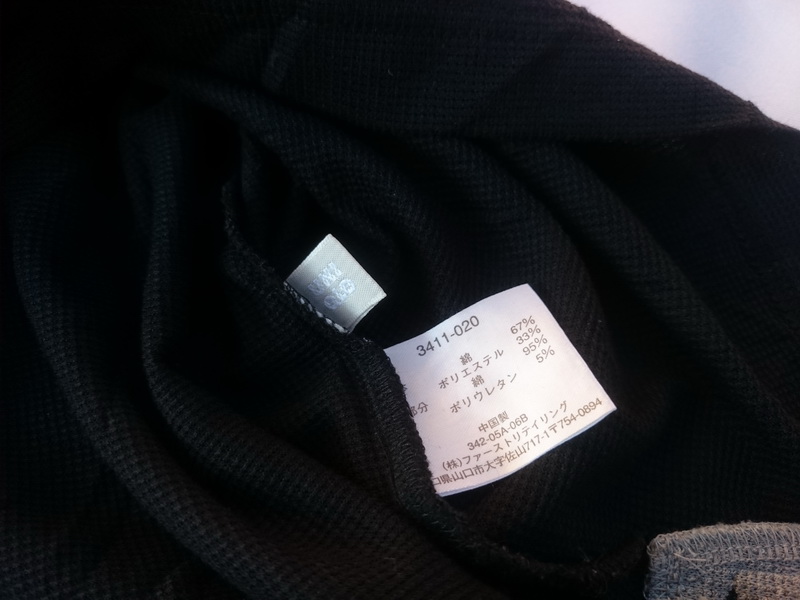 3411-020
綿 67%
ポリエステル 33%
綿 95%
部分 ポリウレタン 5%
中国製
342-05A-06B
(株)ファーストリテイリング
口県山口市大字佐山717-1〒754-0894